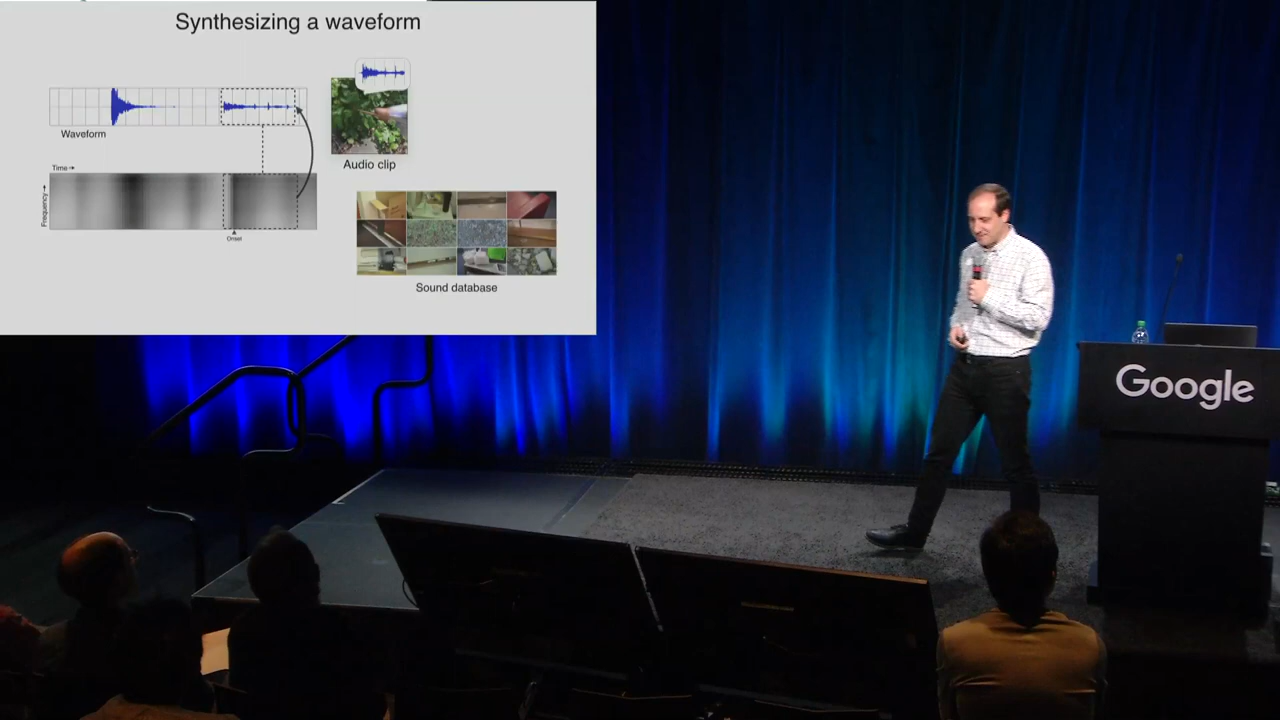 Synthesizing a waveform
Waveform
Audio clip
Time
Frequency
Onset
Sound database
Google